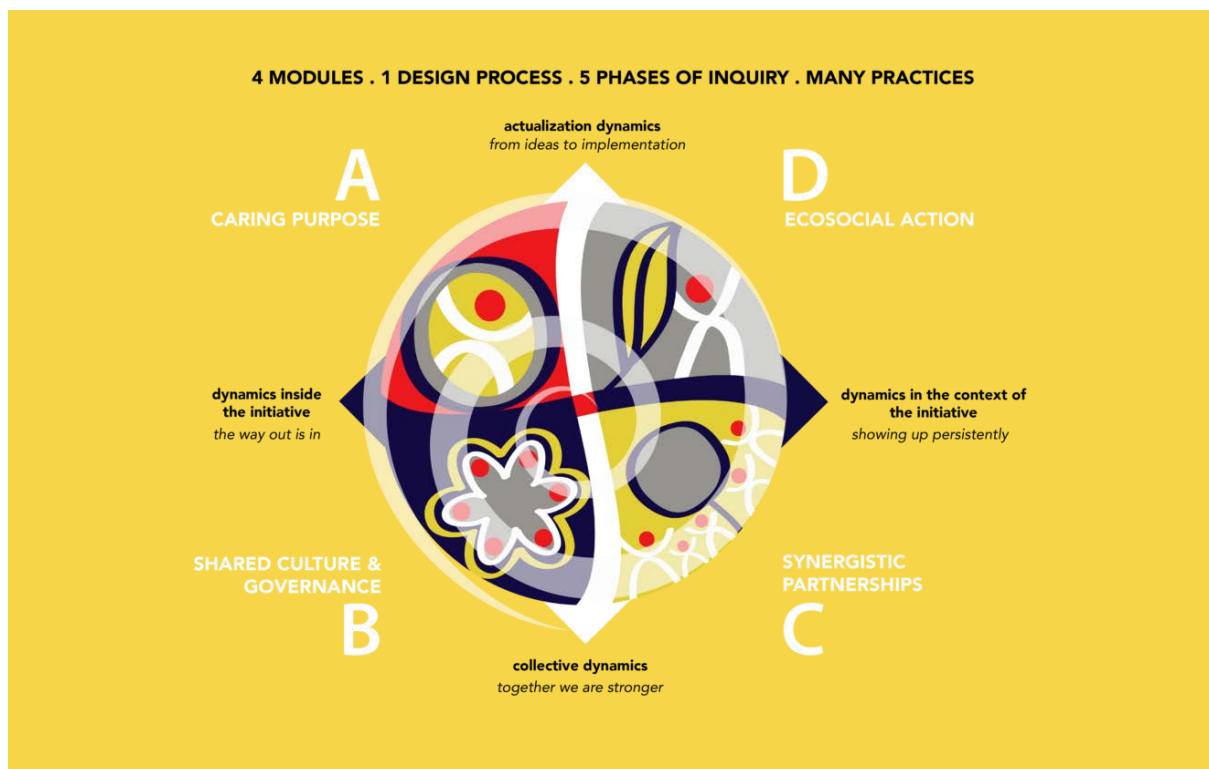 4 MODULES . 1 DESIGN PROCESS . 5 PHASES OF INQUIRY . MANY PRACTICES
actualization dynamics
from ideas to implementation
A
CARING PURPOSE
D
ECOSOCIAL ACTION
dynamics inside
the initiative
the way out is in
dynamics in the context of
the initiative
showing up persistently
SHARED CULTURE &
GOVERNANCE
B
SYNERGISTIC
PARTNERSHIPS
C
collective dynamics
together we are stronger